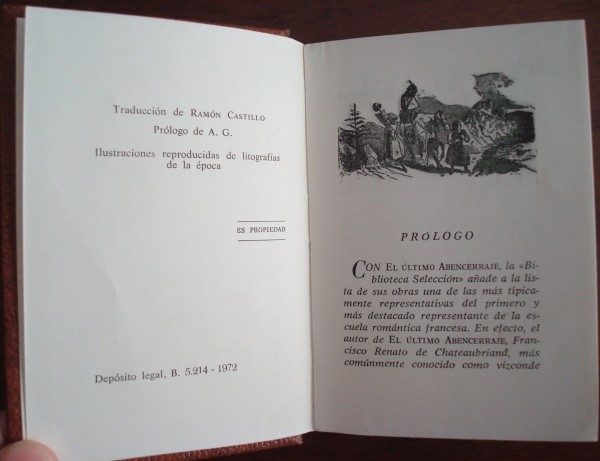 Traducción de RAMÓN CASTILLO
Prólogo de A. G.
Ilustraciones reproducidas de litografías
de la época
ES PROPIEDAD
Depósito legal, B. 5.214 - 1972
PRÓLOGO
CON EL ÚLTIMO ABENCERRAJE, la «Bi-
blioteca Selección» añade a la lis-
ta de sus obras una de las más típica-
mente representativas del primero y
más destacado representante de la es-
cuela romántica francesa. En efecto, el
autor de EL ÚLTIMO ABENCERRAJE, Fran-
cisco Renato de Chateaubriand, más
comúnmente conocido como vizconde